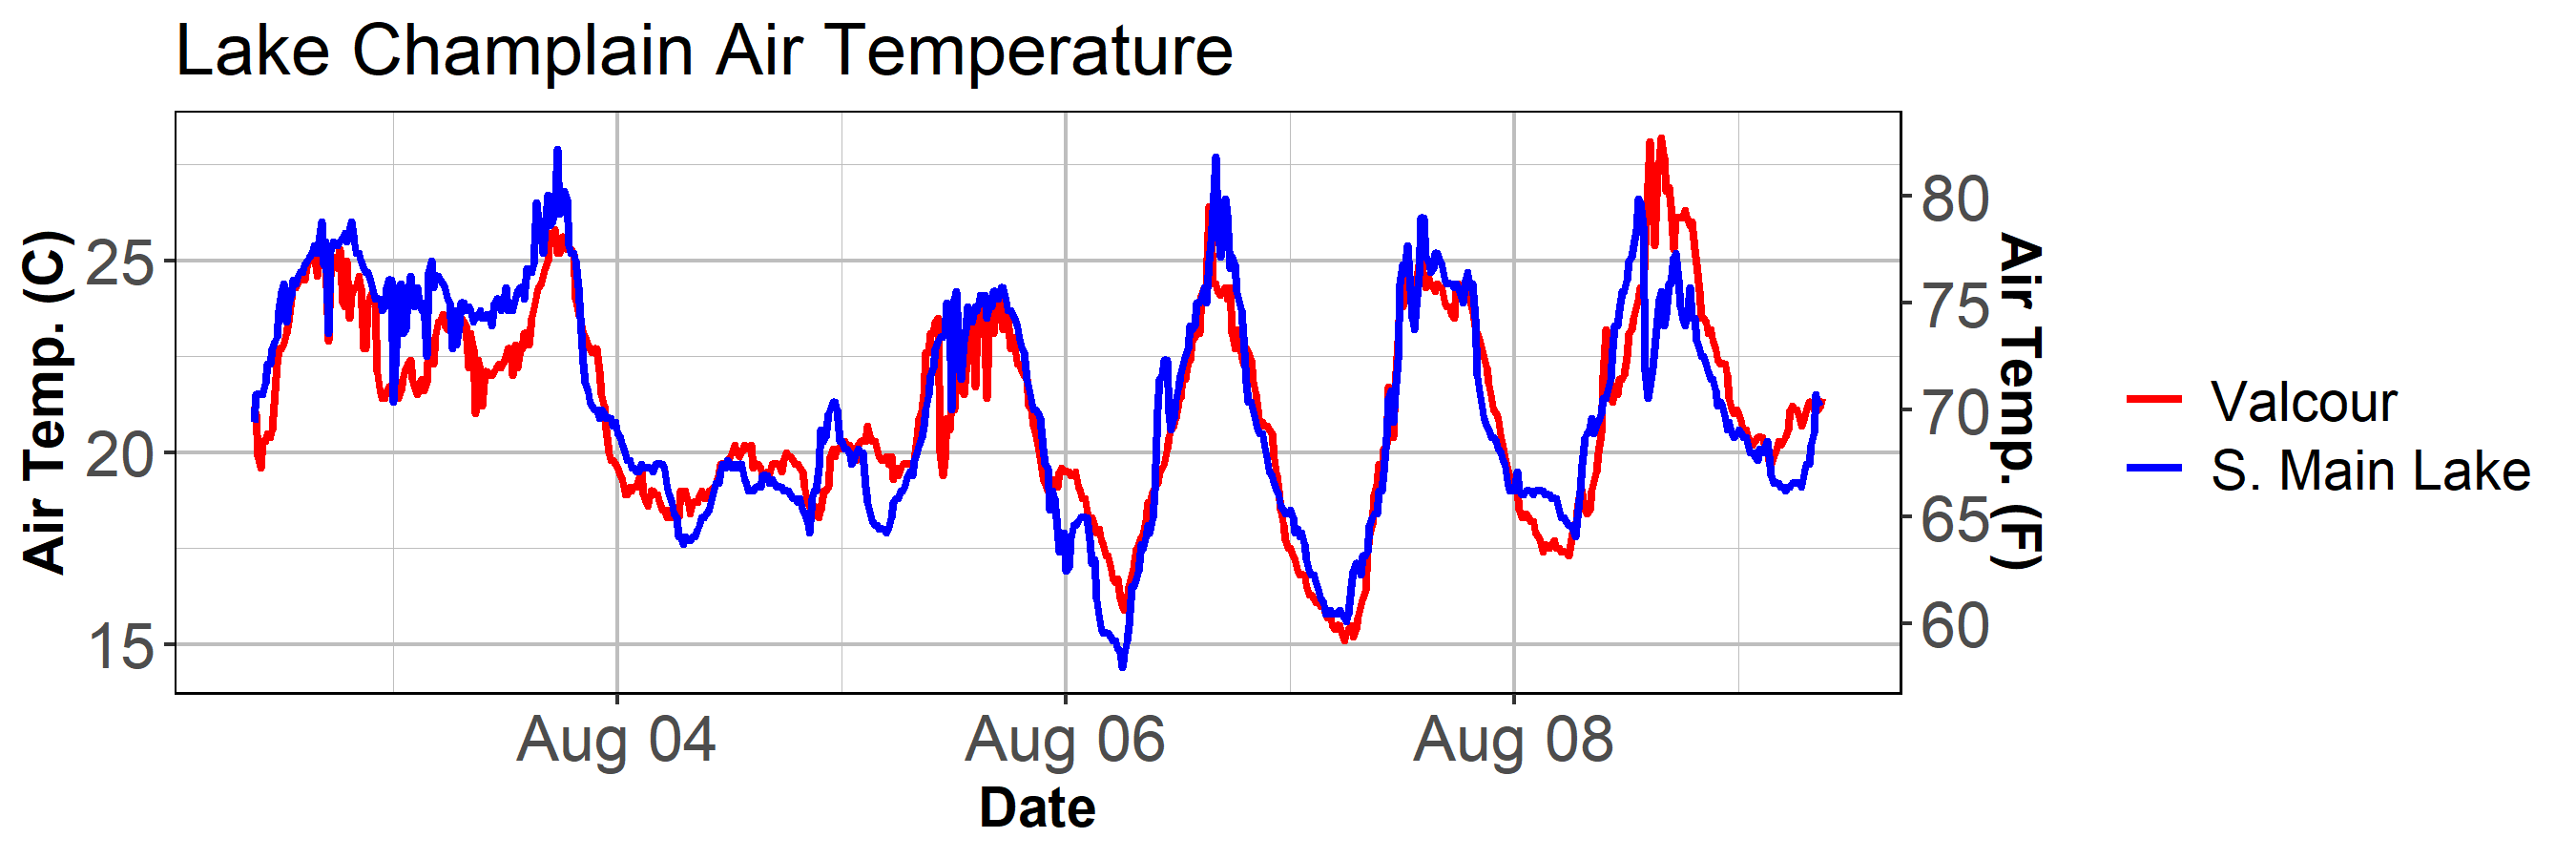 Lake Champlain Air Temperature
Air Temp. (C)
25
20
15
80
75
70
65
60
Air Temp. (F)
Aug 04
Aug 06
Aug 08
Date
Valcour
S. Main Lake